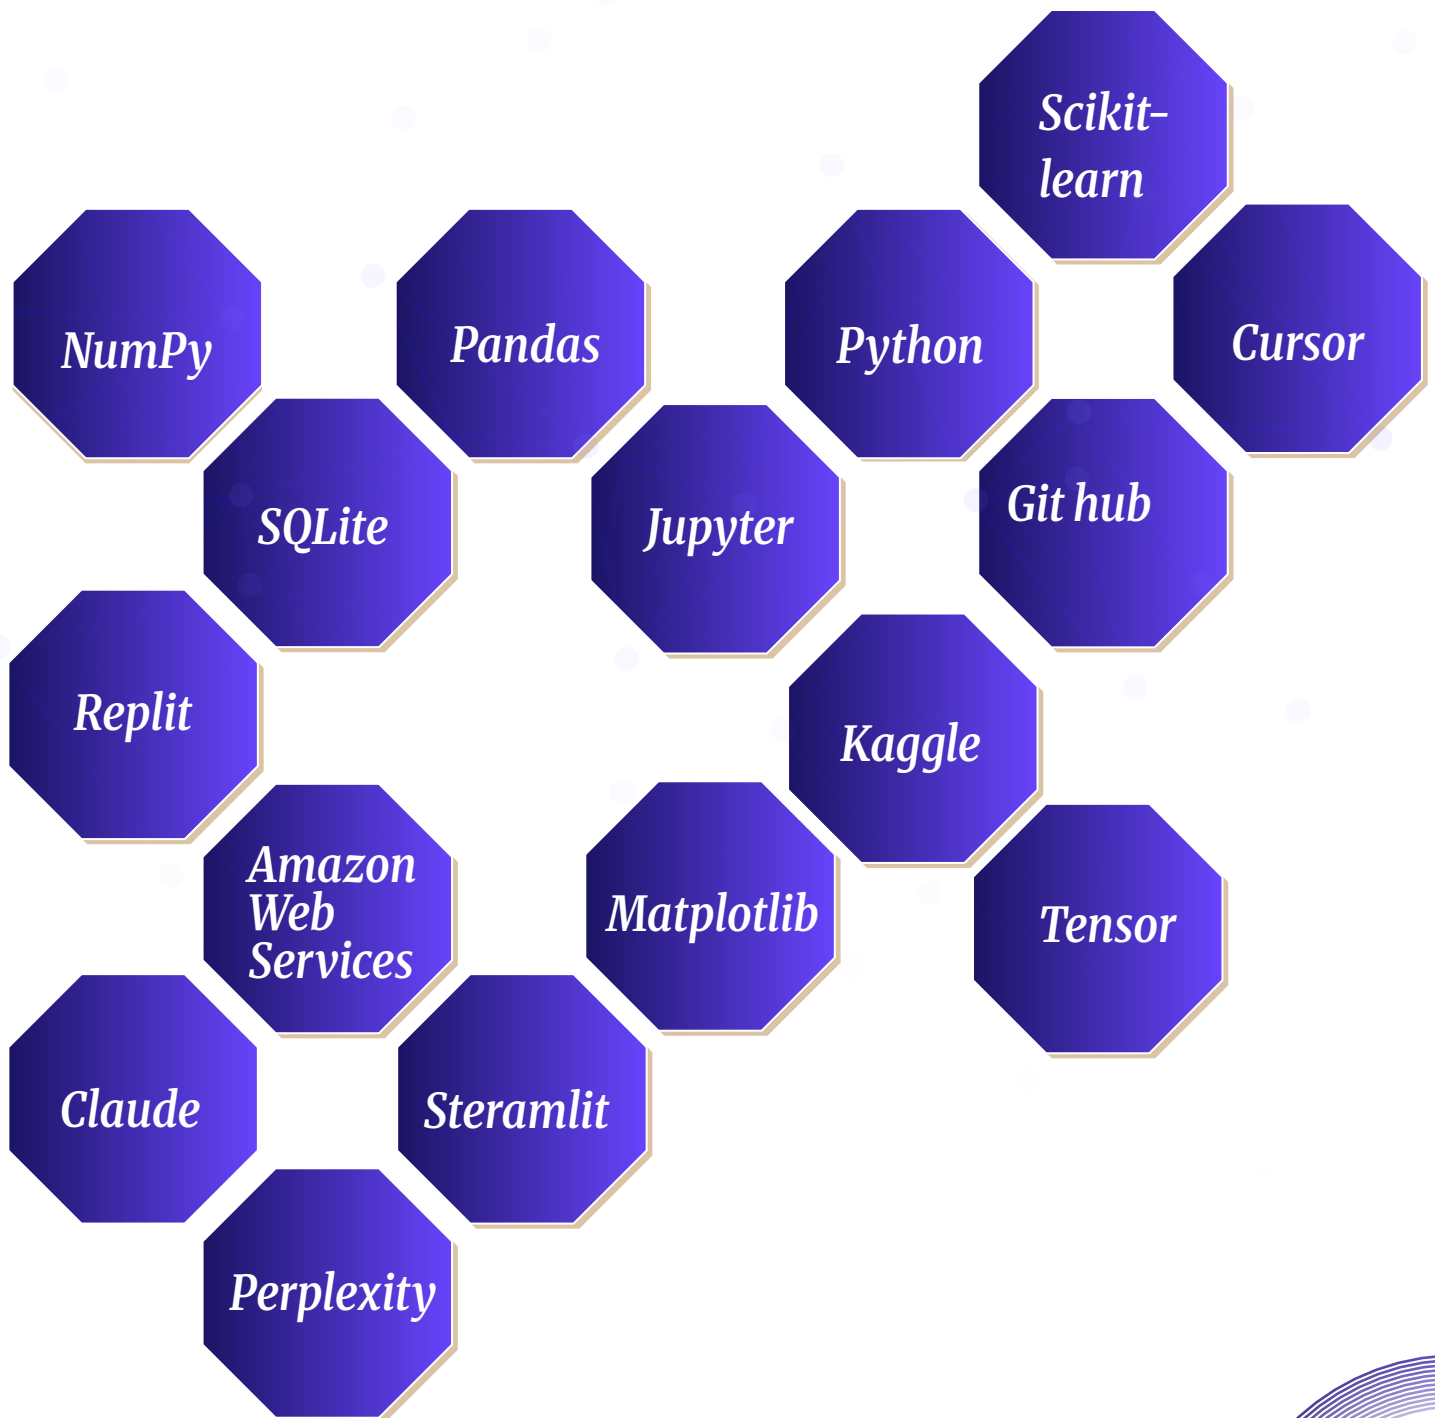 Scikit-
learn
NumPy
Pandas
Python
Cursor
SQLite
Jupyter
Git hub
Replit
Kaggle
Amazon
Web
Services
Matplotlib
Tensor
Claude
Steramlit
Perplexity